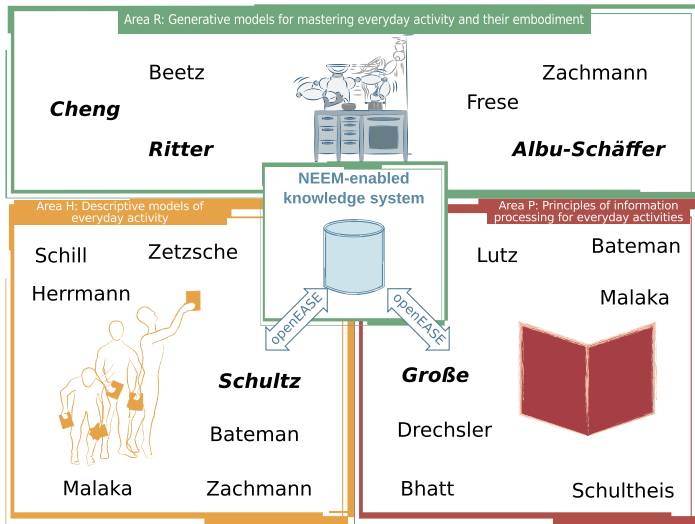 Area R: Generative models for mastering everyday activity and their embodiment
Beetz
Cheng
Ritter
Zachmann
Frese
Albu-Schäffer
NEEM-enabled
knowledge system
openEASE
openEASE
Area H: Descriptive models of
everyday activity
Schill
Zetzsche
Herrmann
Schultz
Bateman
Malaka
Zachmann
Area P: Principles of information
processing for everyday activities
Lutz
Bateman
Malaka
Große
Drechsler
Bhatt
Schultheis